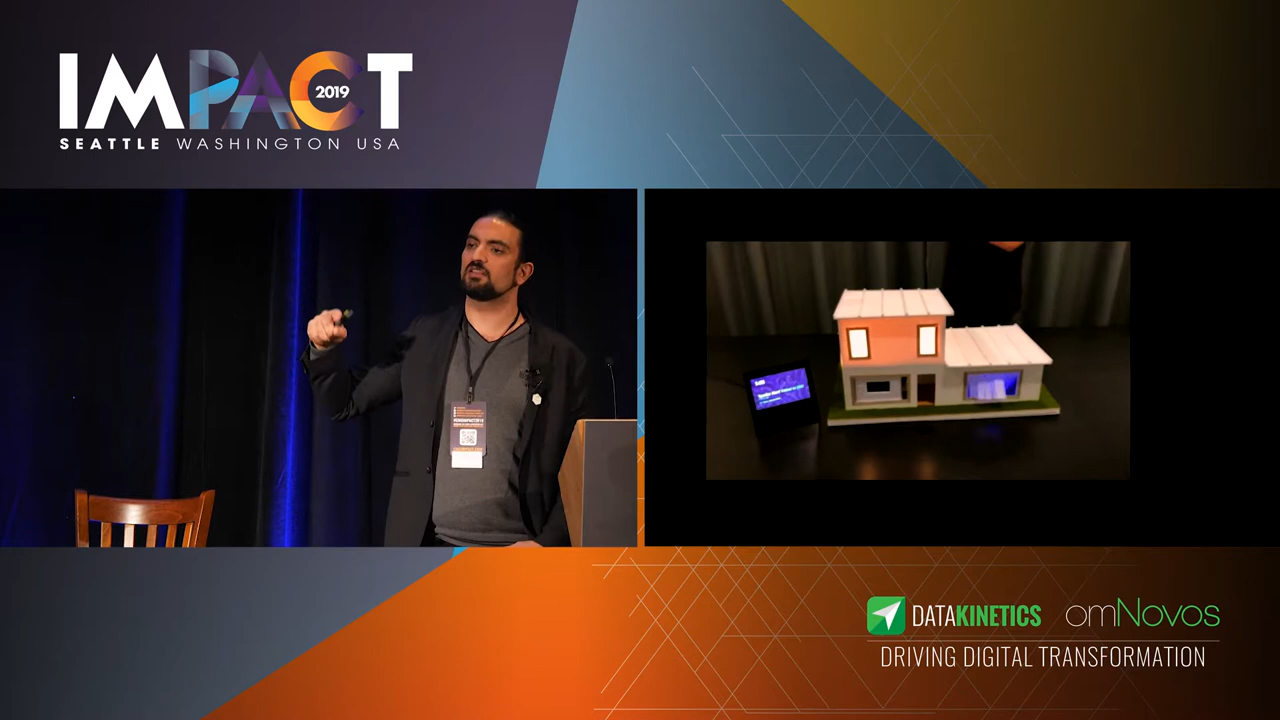 IMPACT
2019
SEATTLE WASHINGTON USA
DATAKINETICS
omNovos
DRIVING DIGITAL TRANSFORMATION